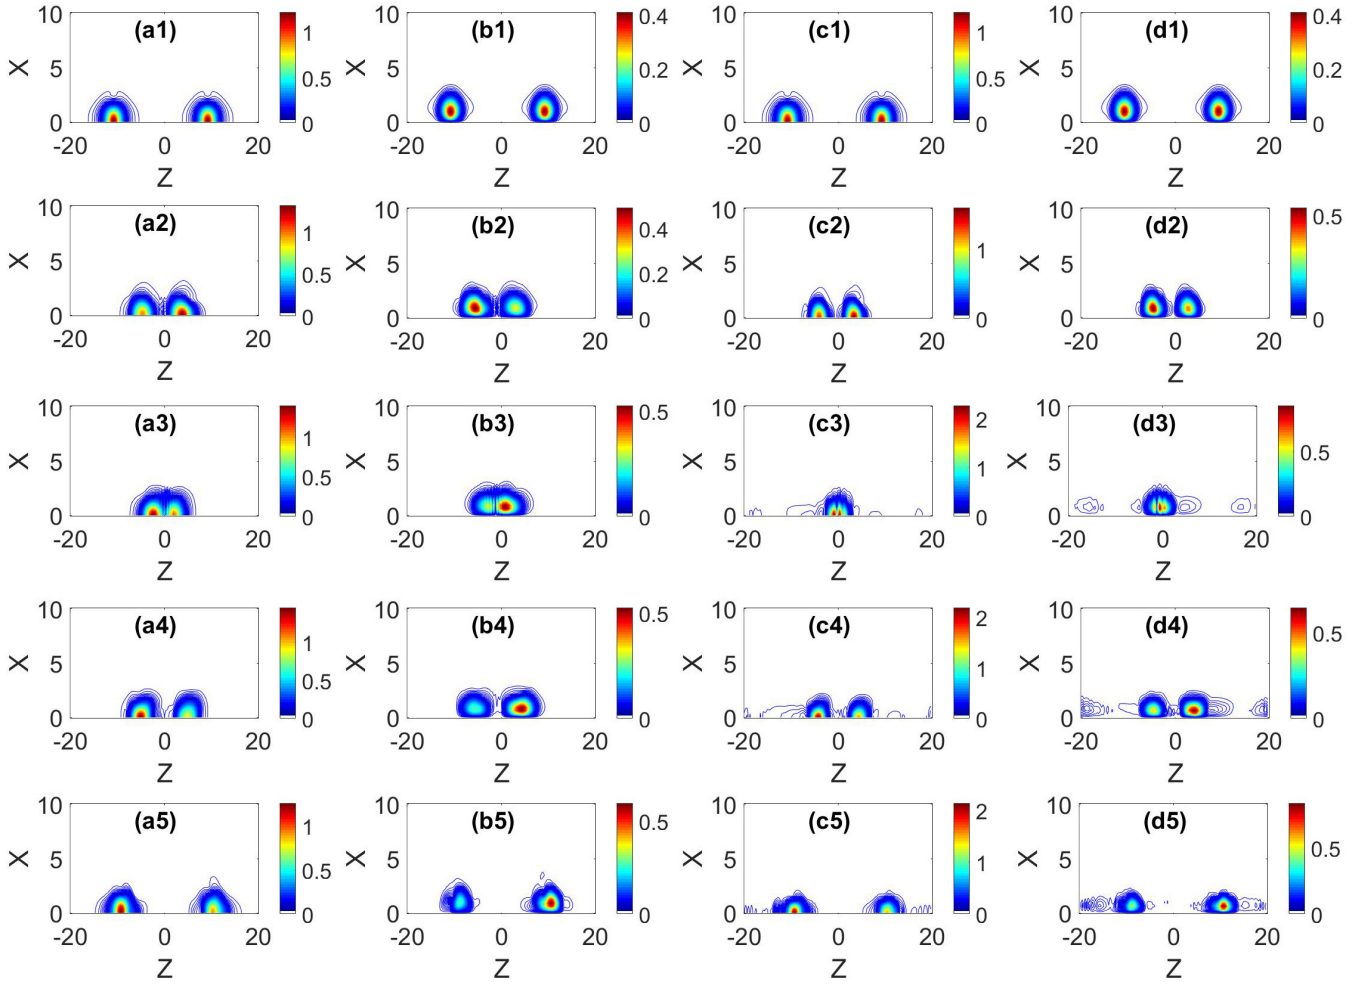 10 (a1) 1 10 (b1) 0.4 10 (c1) 1 10 (d1) 0.4
X 5 0.5 X 5 0.2 X 5 0.5 X 5 0.2
0 0 0 0 0 0 0 0
-20 0 20 -20 0 20 -20 0 20 -20 0 20
Z Z Z Z
10 (a2) 1 10 (b2) 0.4 10 (c2) 1 10 (d2) 0.5
X 5 0.5 X 5 0.2 X 5 X 5
0 0 0 0 0 0 0 0
-20 0 20 -20 0 20 -20 0 20 -20 0 20
Z Z Z Z
10 (a3) 1 10 (b3) 0.5 10 (c3) 2 10 (d3) 0.5
X 5 0.5 X 5 X 5 1 X 5
0 0 0 0 0 0 0 0
-20 0 20 -20 0 20 -20 0 20 -20 0 20
Z Z Z Z
10 (a4) 1 10 (b4) 0.5 10 (c4) 2 10 (d4) 0.5
X 5 0.5 X 5 X 5 1 X 5
0 0 0 0 0 0 0 0
-20 0 20 -20 0 20 -20 0 20 -20 0 20
Z Z Z Z
10 (a5) 1 10 (b5) 0.5 10 (c5) 2 10 (d5) 0.5
X 5 0.5 X 5 X 5 1 X 5
0 0 0 0 0 0 0 0
-20 0 20 -20 0 20 -20 0 20 -20 0 20
Z Z Z Z